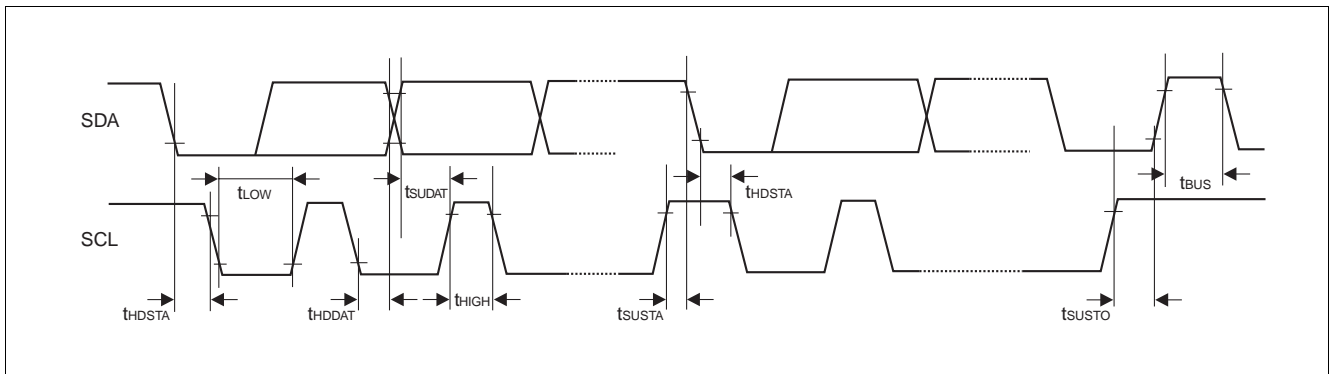 SDA
tLOW
tSUDAT
tHDSTA
tBUS
SCL
tHDSTA
tHDDAT
tHIGH
tSUSTA
tSUSTO